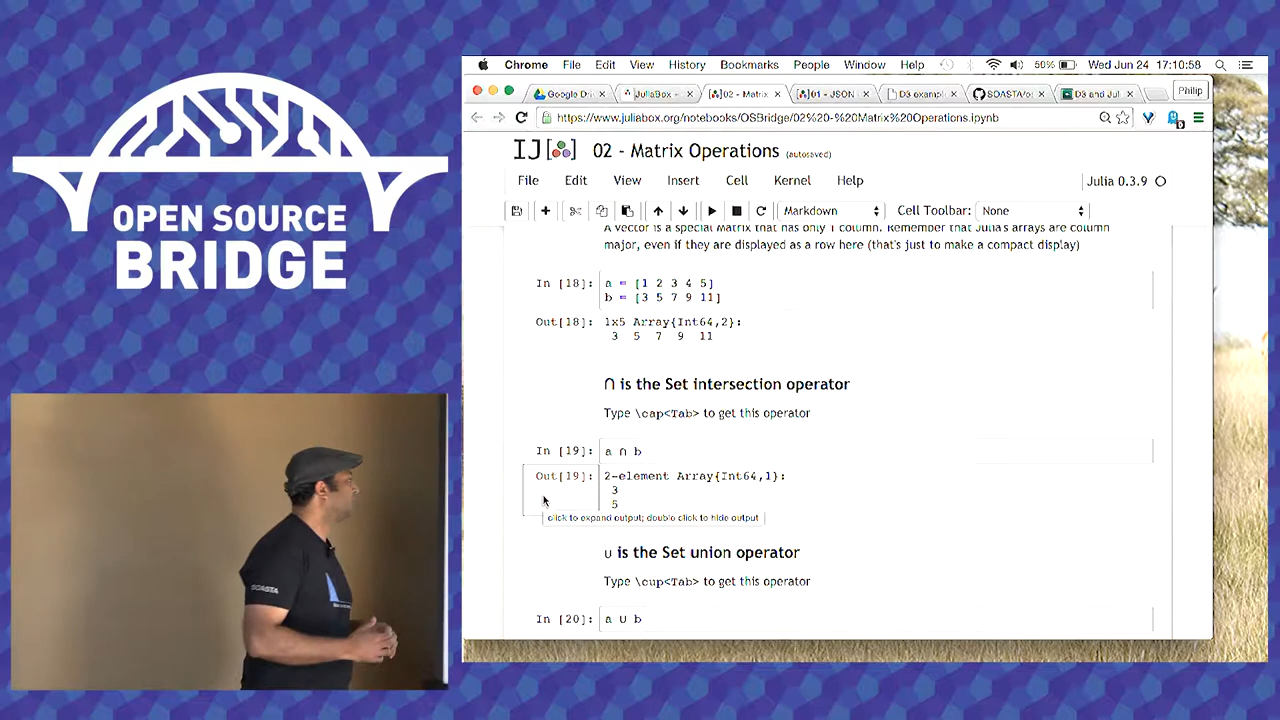 OPEN SOURCE
BRIDGE
SOASTA
Chrome File Edit View History Bookmarks People Window Help 50% Wed Jun 24 17:10:58
Google Driv JuliaBox - 02 - Matrix 01 - JSON D3 exampl SOASTA/o D3 and Jul Philip
https://www.juliabox.org/notebooks/OSBridge/02%20-%20Matrix%20Operations.ipynb
IJ 02 - Matrix Operations (autosaved)
File Edit View Insert Cell Kernel Help Julia 0.3.9
Markdown Cell Toolbar: None
A vector is a special Matrix that has only 1 column. Remember that Julia's arrays are column
major, even if they are displayed as a row here (that's just to make a compact display)
In [18]: a = [1 2 3 4 5]
b = [3 5 7 9 11]
Out[18]: 1x5 Array{Int64,2}:
3 5 7 9 11
∩ is the Set intersection operator
Type \cap<Tab> to get this operator
In [19]: a ∩ b
Out[19]: 2-element Array{Int64,1}:
3
5
click to expand output; double click to hide output
∪ is the Set union operator
Type \cup<Tab> to get this operator
In [20]: a ∪ b